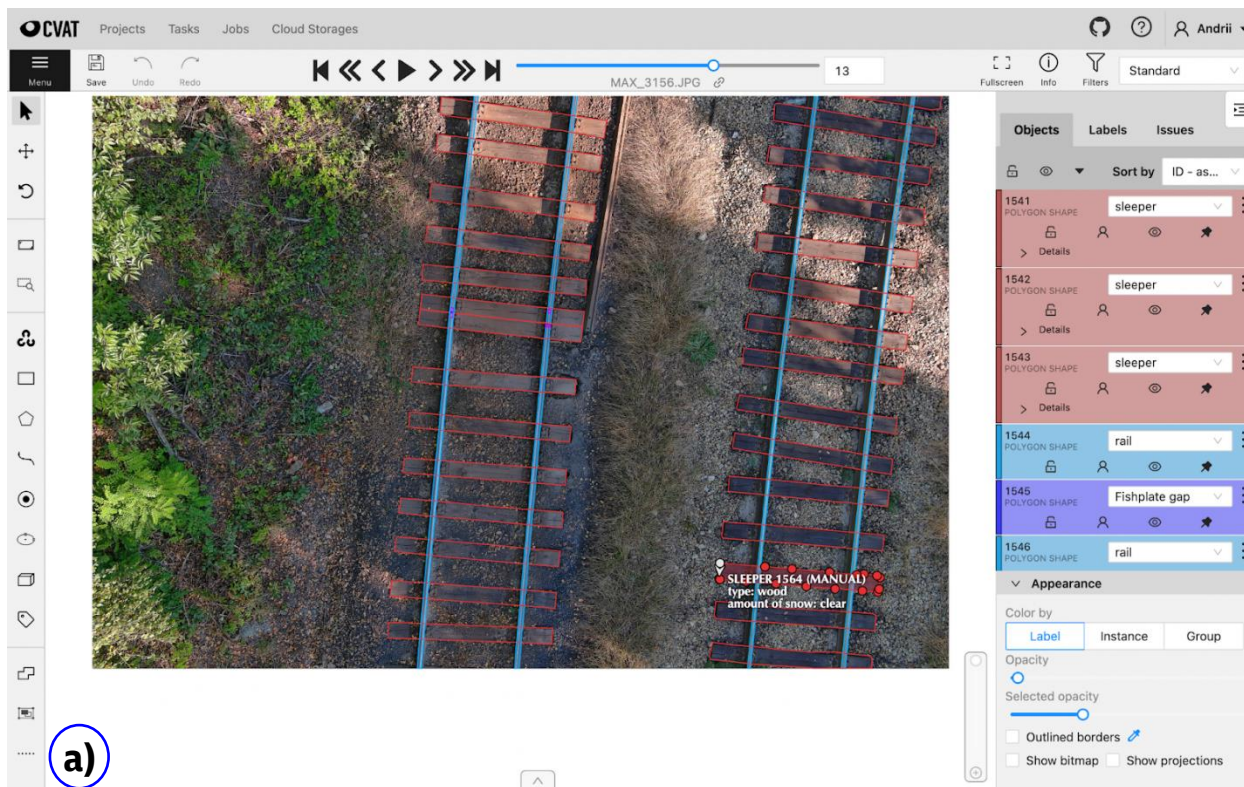 CVAT Projects Tasks Jobs Cloud Storages Andrii
Menu Save Undo Redo MAX_3156.JPG 13 Fullscreen Info Filters Standard
Objects Labels Issues
Sort by ID - as...
1541 sleeper
POLYGON SHAPE
Details
1542 sleeper
POLYGON SHAPE
Details
1543 sleeper
POLYGON SHAPE
Details
1544 rail
POLYGON SHAPE
1545 Fishplate gap
POLYGON SHAPE
1546 rail
POLYGON SHAPE
SLEEPER 1564 (MANUAL)
type: wood
amount of snow: clear
Appearance
Color by
Label Instance Group
Opacity
Selected opacity
Outlined borders
Show bitmap Show projections
a)